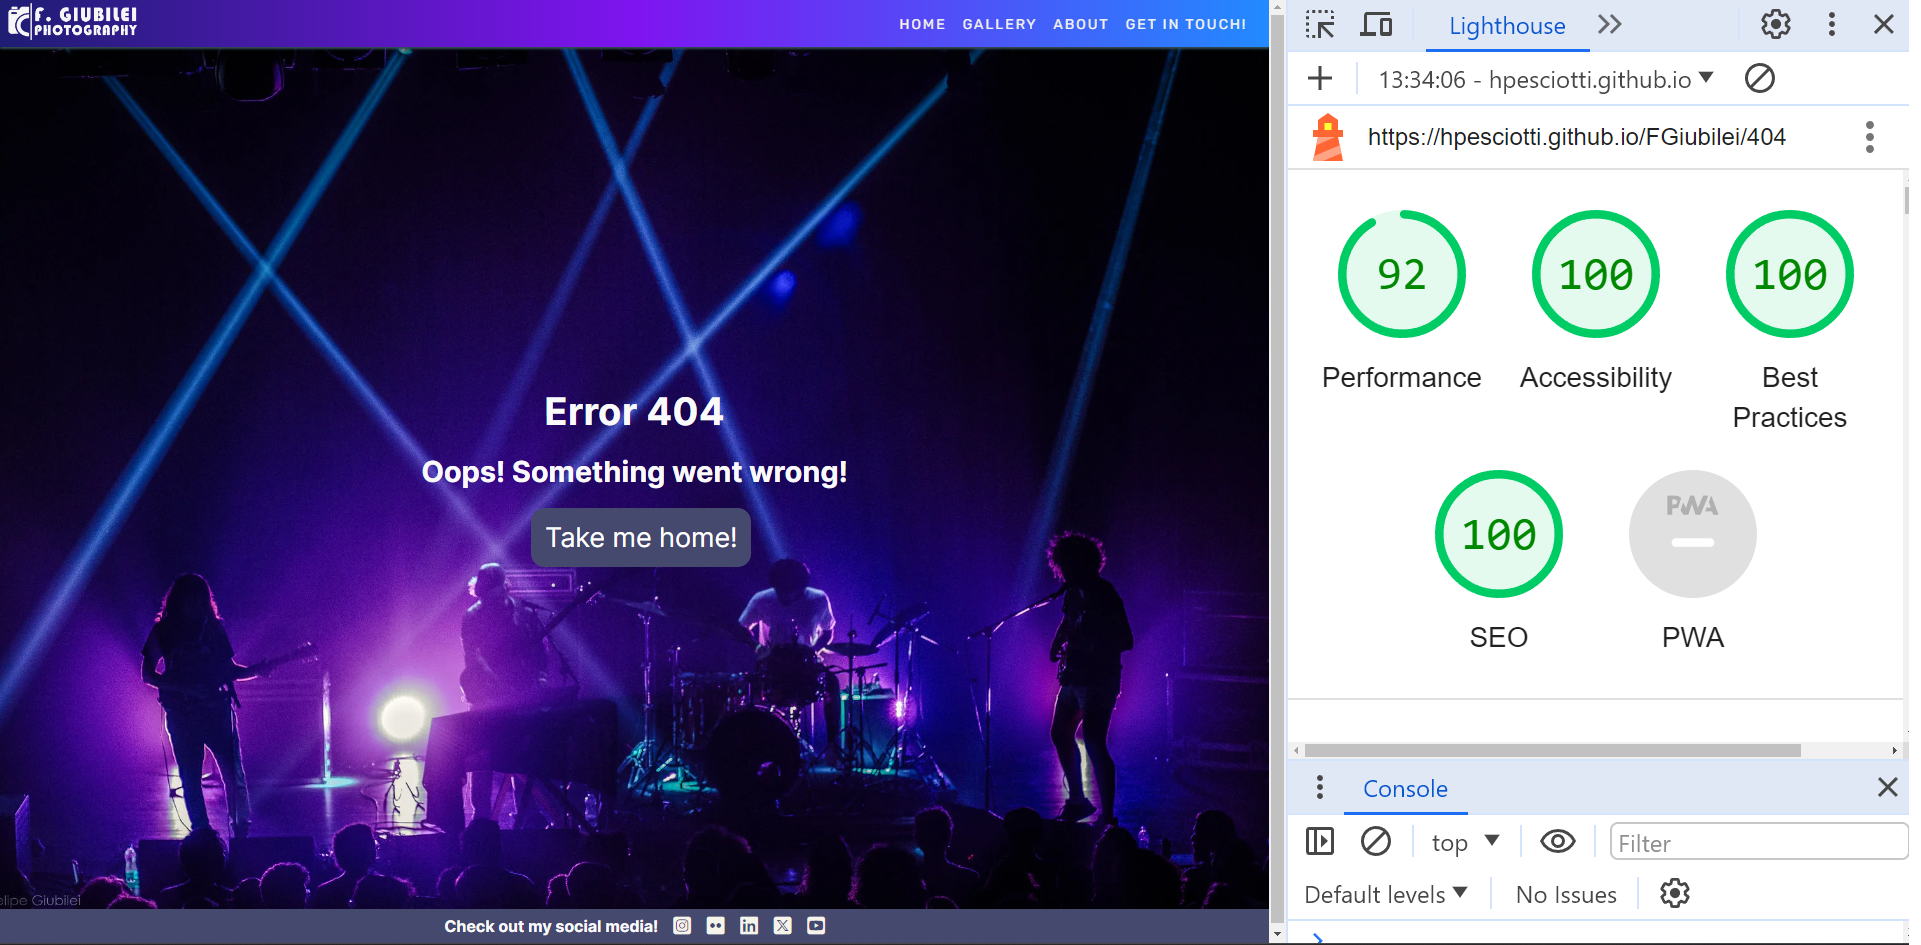 F. GIUBILEI
PHOTOGRAPHY
HOME GALLERY ABOUT GET IN TOUCH!
Error 404
Oops! Something went wrong!
Take me home!
Felipe Giubilei
Check out my social media!
Lighthouse
13:34:06 - hpesciotti.github.io
https://hpesciotti.github.io/FGiubilei/404
92 100 100
Performance Accessibility Best
Practices
100 PWA
SEO PWA
Console
top Filter
Default levels No Issues